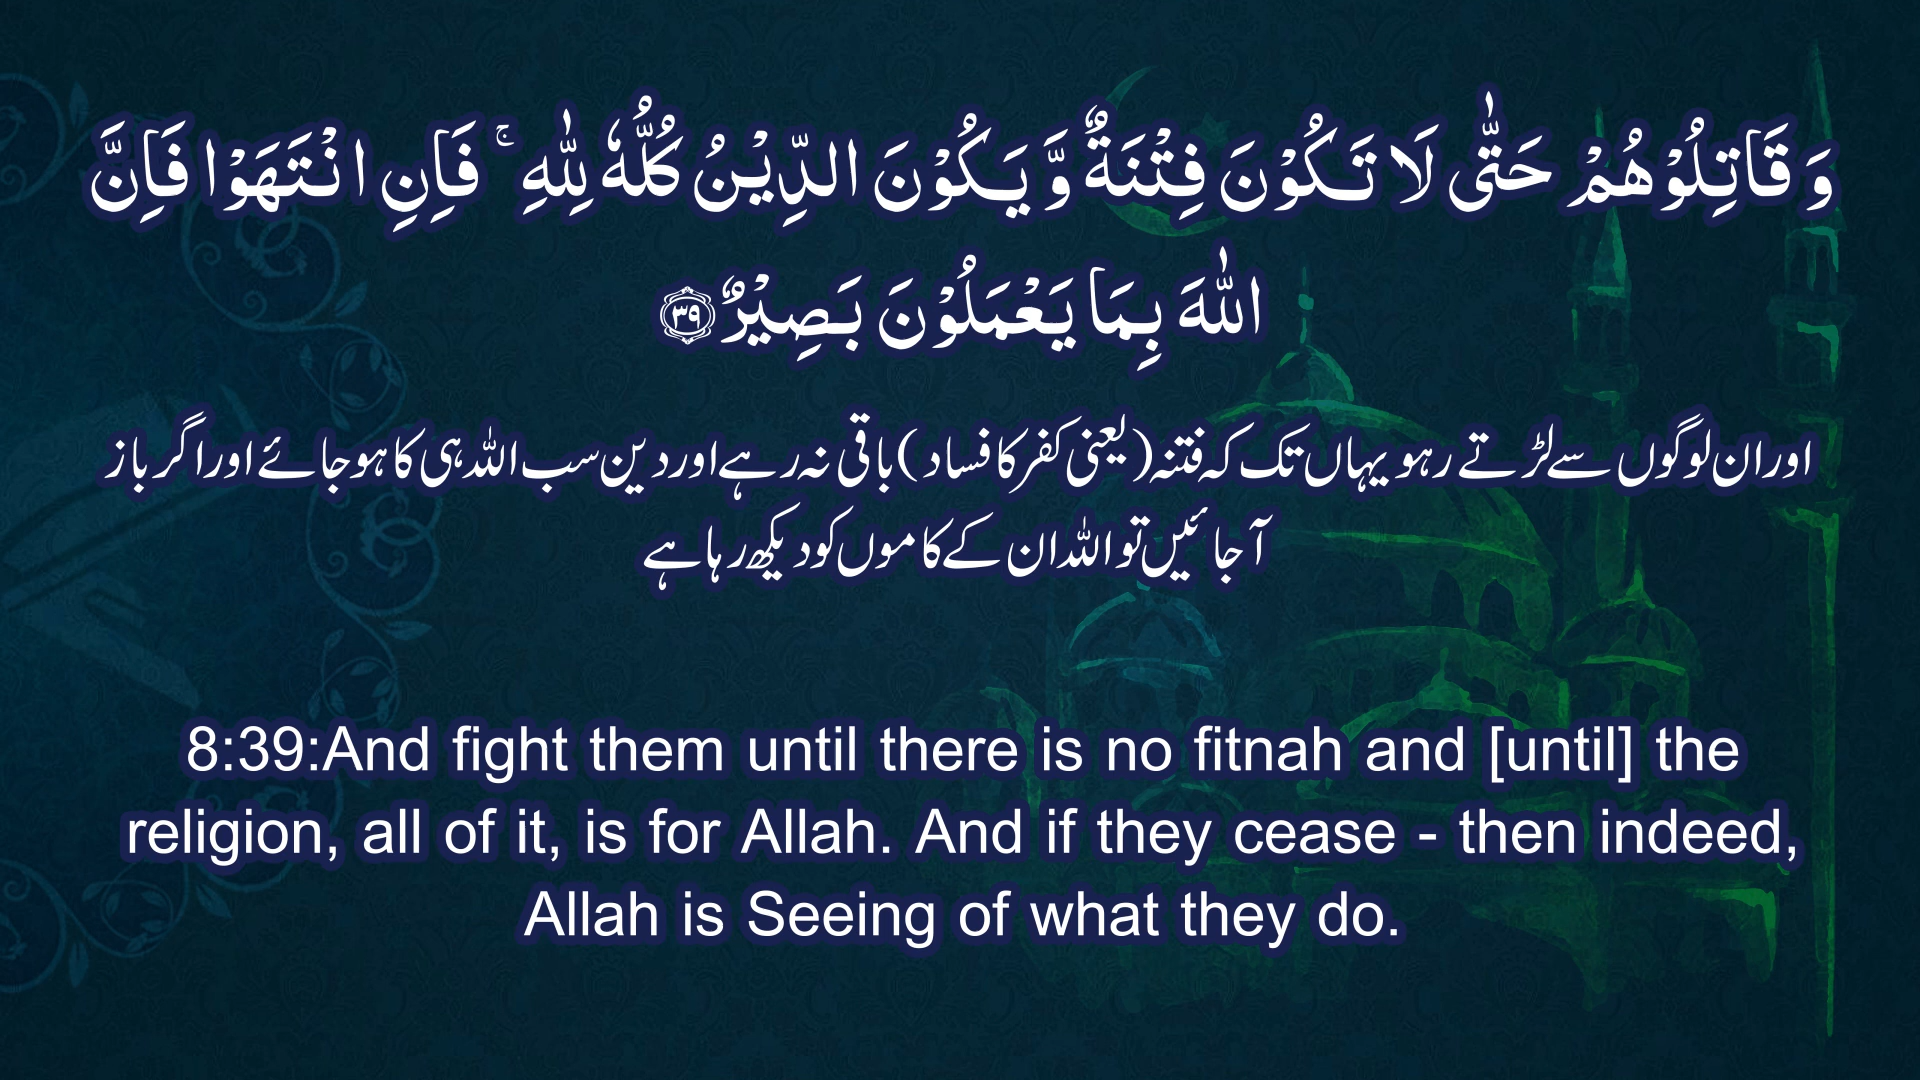 وَ قَاتِلُوْهُمْ حَتّٰى لَا تَكُوْنَ فِتْنَةٌ وَّ یَكُوْنَ الدِّیْنُ كُلُّهٗ لِلّٰهِۚ فَاِنِ انْتَهَوْا فَاِنَّ
اللّٰهَ بِمَا یَعْمَلُوْنَ بَصِیْرٌ۝۳۹
اور ان لوگوں سے لڑتے رہو یہاں تک کہ فتنہ (یعنی کفر کا فساد) باقی نہ رہے اور دین سب اللہ ہی کا ہوجائے اور اگر باز
آجائیں تو اللہ ان کے کاموں کو دیکھ رہا ہے
8:39:And fight them until there is no fitnah and [until] the
religion, all of it, is for Allah. And if they cease - then indeed,
Allah is Seeing of what they do.